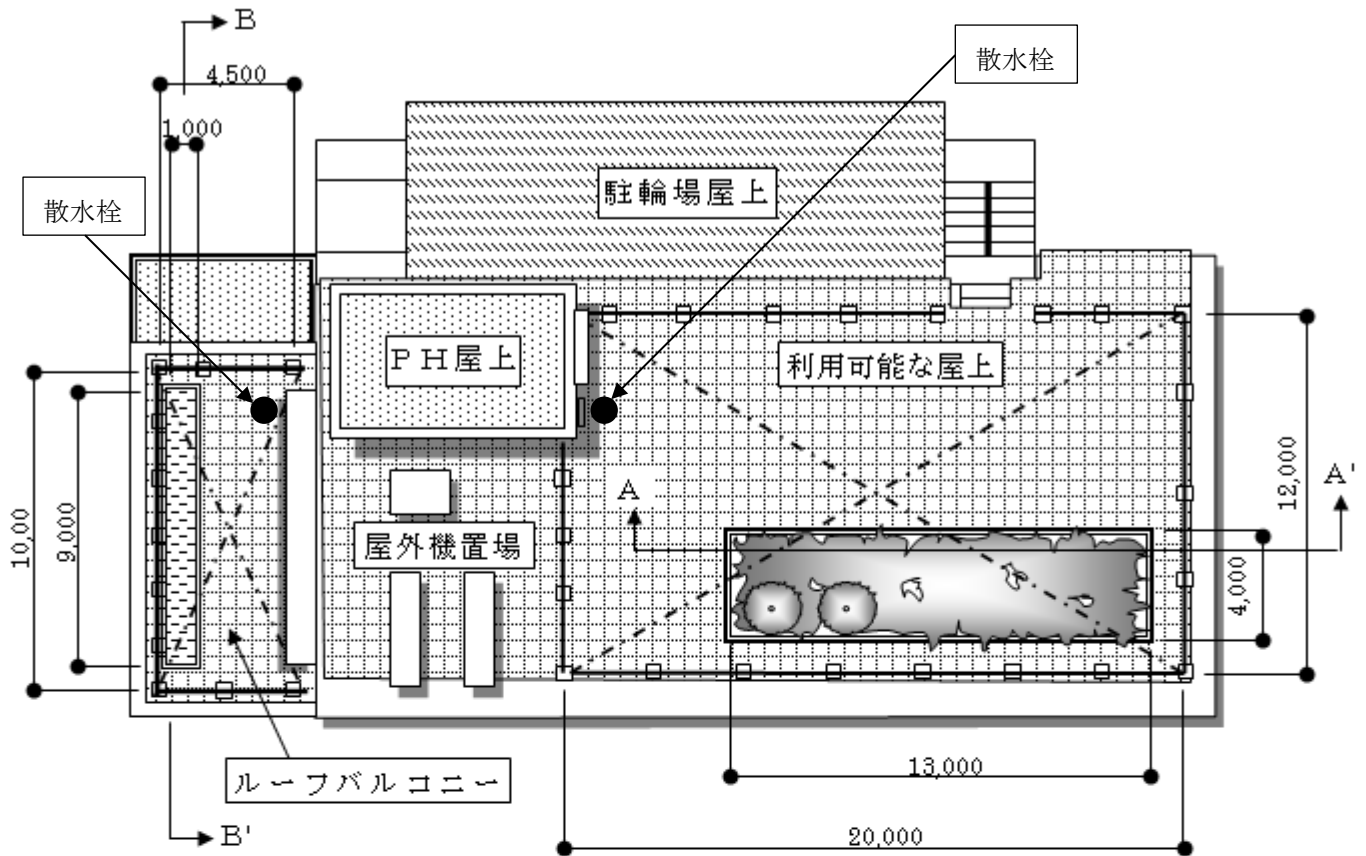 B
4,500
散水栓
1,000
駐輪場屋上
散水栓
PH屋上
利用可能な屋上
A
A'
12,000
10,00
9,000
屋外機置場
4,000
ルーフバルコニー
13,000
B'
20,000